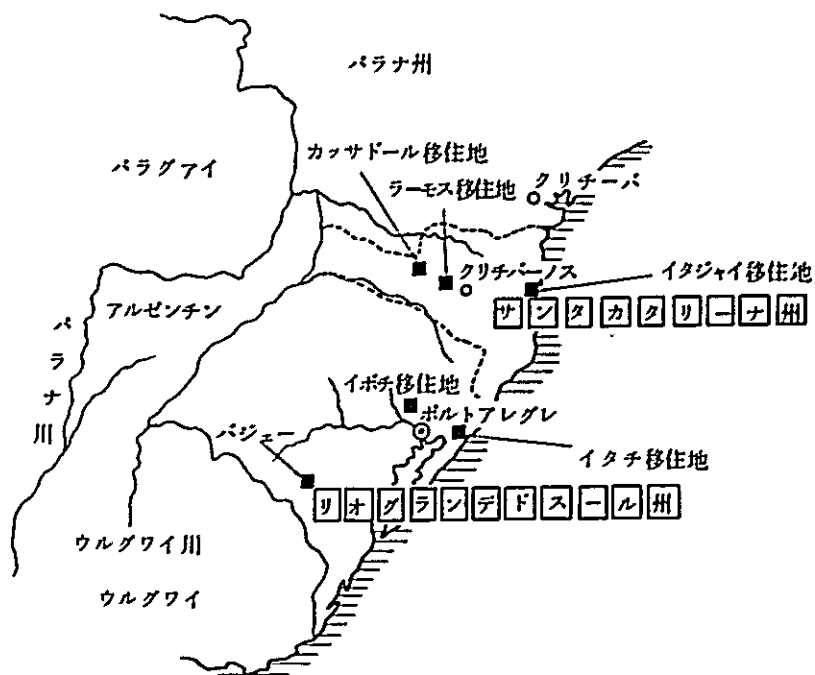 パラナ州
パラグアイ
カッサドール移住地
ラーモス移住地
クリチーバ
クリチバーノス
イタジャイ移住地
サンタカタリーナ州
アルゼンチン
パラナ川
イボチ移住地
ポルトアレグレ
バジェー
イタチ移住地
リオグランデドスール州
ウルグワイ川
ウルグワイ